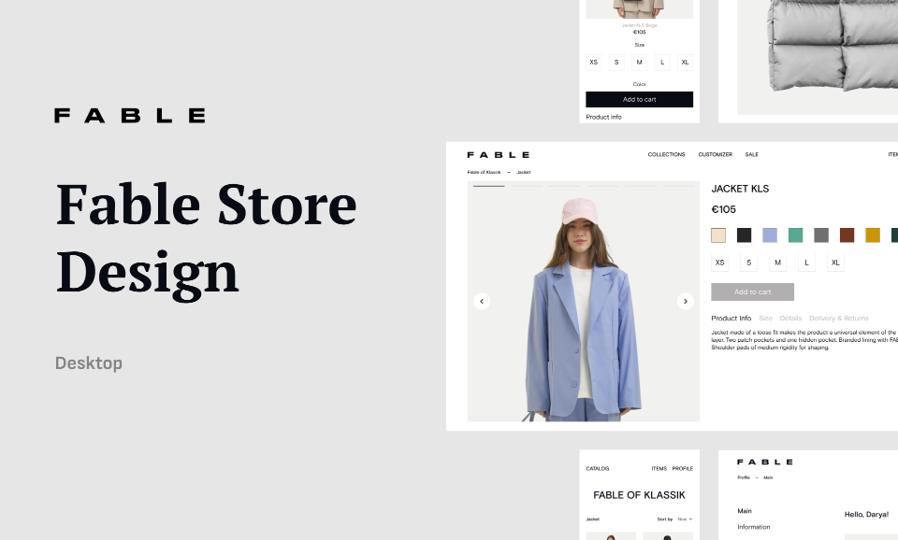 FABLE
Fable Store
Design
Desktop
Jacket KLS Beige
€105
Size
XS S M L XL
Color
Add to cart
Product info
FABLE
COLLECTIONS CUSTOMIZER SALE
Fable of Klassik — Jacket
JACKET KLS
€105
XS S M L XL
Add to cart
Product Info Size Details Delivery & Returns
Jacket made of a loose fit makes the product a universal element of the
layer. Two patch pockets and one hidden pocket. Branded lining with
Shoulder pads of medium rigidity for shaping.
CATALOG ITEMS PROFILE
FABLE OF KLASSIK
Jacket Sort by New
FABLE
Profile — Main
Main
Information
Hello, Darya!